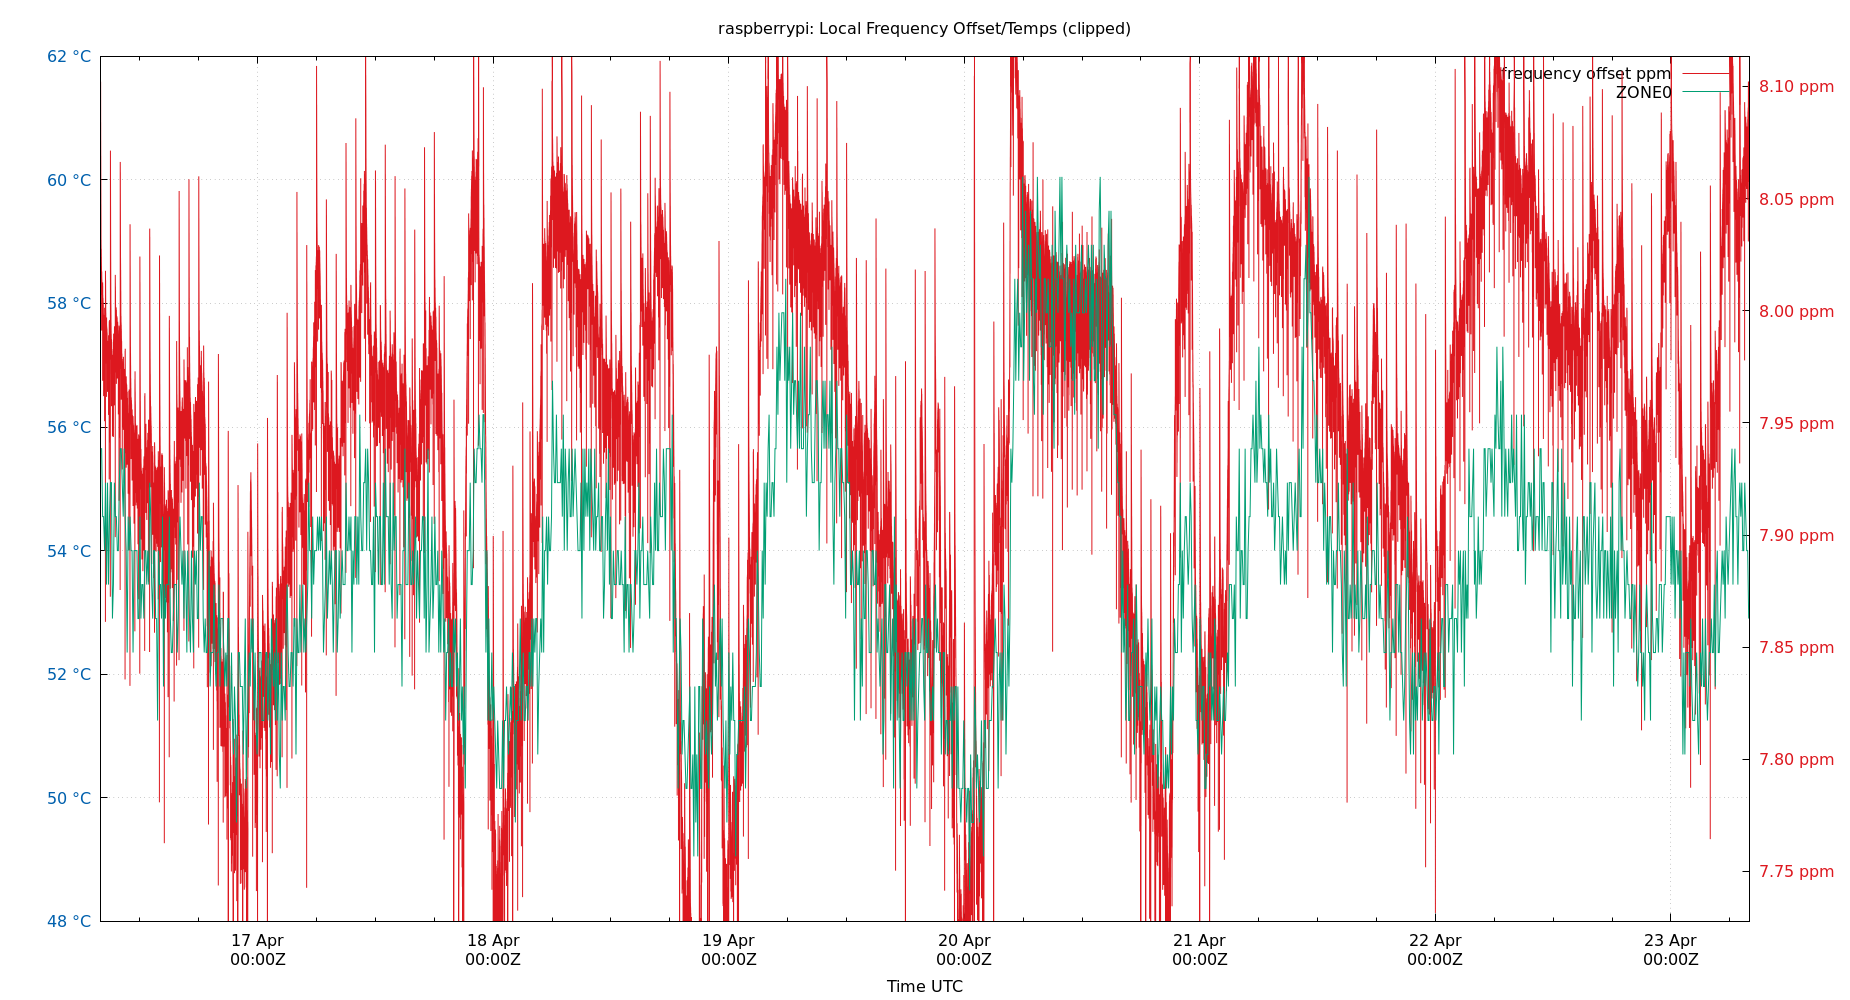 raspberrypi: Local Frequency Offset/Temps (clipped)
62 °C
60 °C
58 °C
56 °C
54 °C
52 °C
50 °C
48 °C
frequency offset ppm
ZONE0
8.10 ppm
8.05 ppm
8.00 ppm
7.95 ppm
7.90 ppm
7.85 ppm
7.80 ppm
7.75 ppm
17 Apr 18 Apr 19 Apr 20 Apr 21 Apr 22 Apr 23 Apr
00:00Z 00:00Z 00:00Z 00:00Z 00:00Z 00:00Z 00:00Z
Time UTC